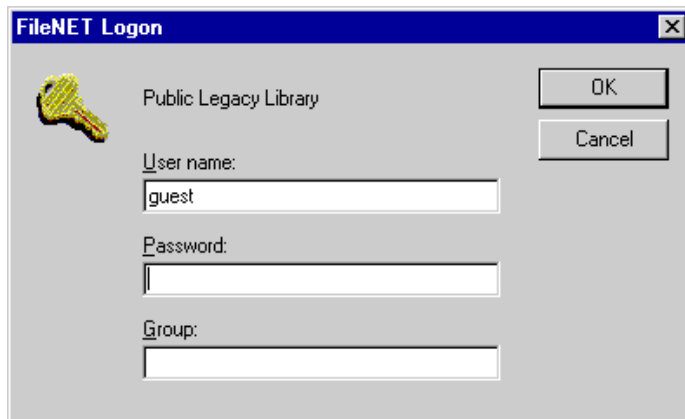 FileNET Logon
Public Legacy Library
OK
Cancel
User name:
guest
Password:
Group: